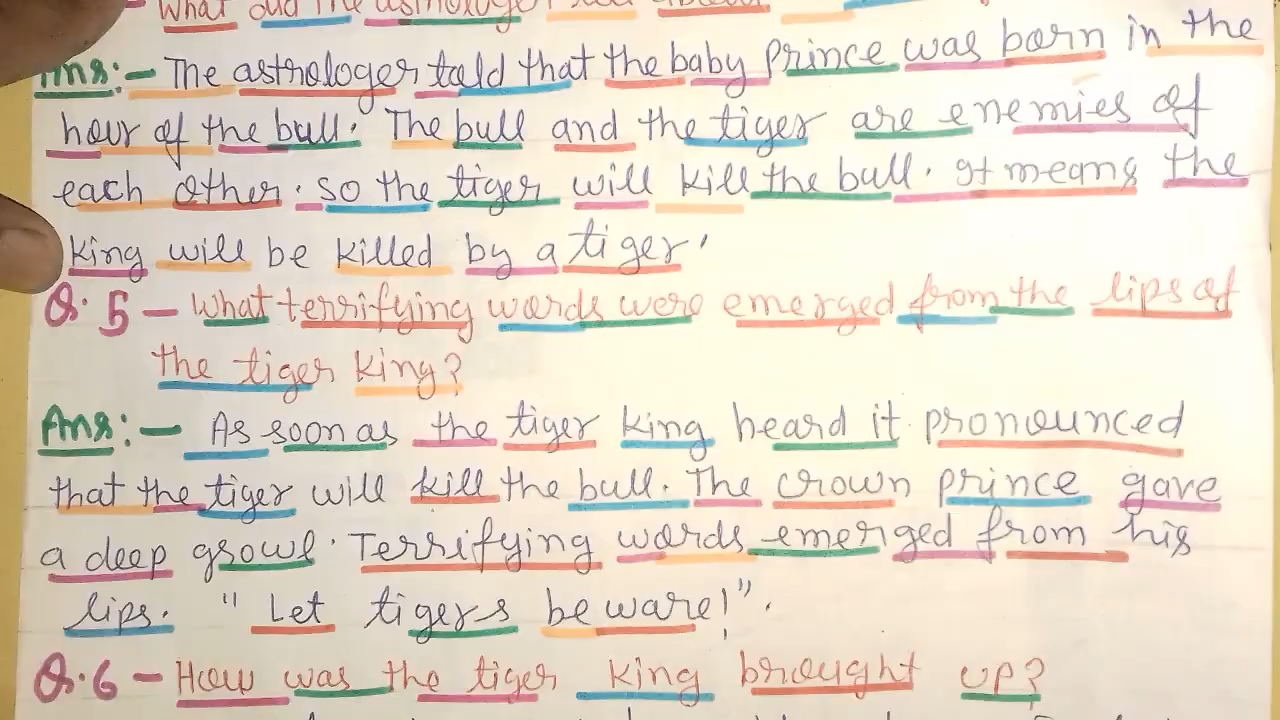 What did the astrologer
Ans:- The astrologer told that the baby Prince was born in the
hour of the bull. The bull and the tiger are enemies of
each other. so the tiger will kill the bull. It means the
King will be killed by a tiger.
Q.5 - What terrifying words were emerged from the lips of
the tiger King?
Ans:- As soon as the tiger King heard it pronounced
that the tiger will kill the bull. The crown prince gave
a deep growl. Terrifying words emerged from his
lips. "Let tigers beware!".
Q.6 - How was the tiger King brought up?